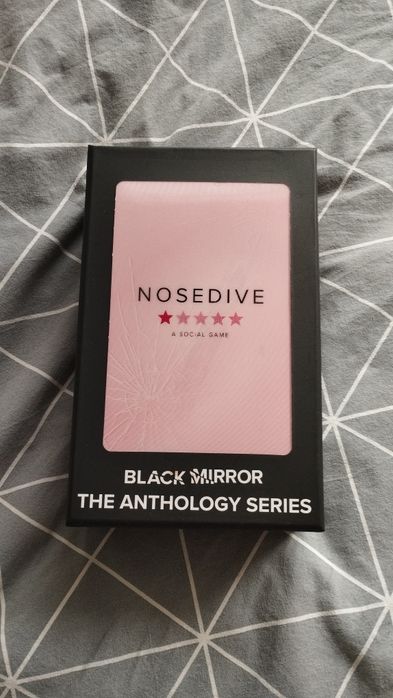 NOSEDIVE
A SOCIAL GAME
BLACK MIRROR
THE ANTHOLOGY SERIES